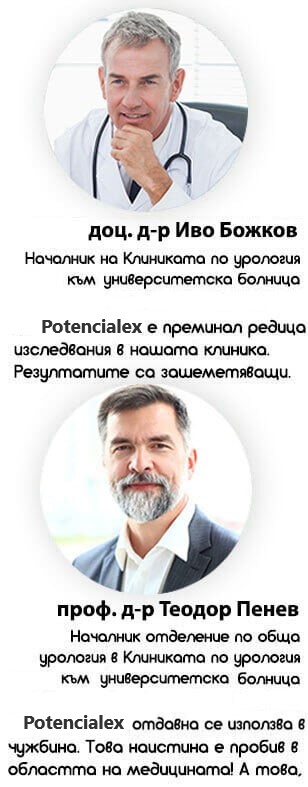 доц. д-р Иво Божков
Началник на Клиниката по урология
към университетска болница
Potencialex е преминал редица
изследвания в нашата клиника.
Резултатите са зашеметяващи.
проф. д-р Теодор Пенев
Началник отделение по обща
урология в Клиниката по урология
към университетска болница
Potencialex отдавна се използва в
чужбина. Това наистина е пробив в
областта на медицината! А това,